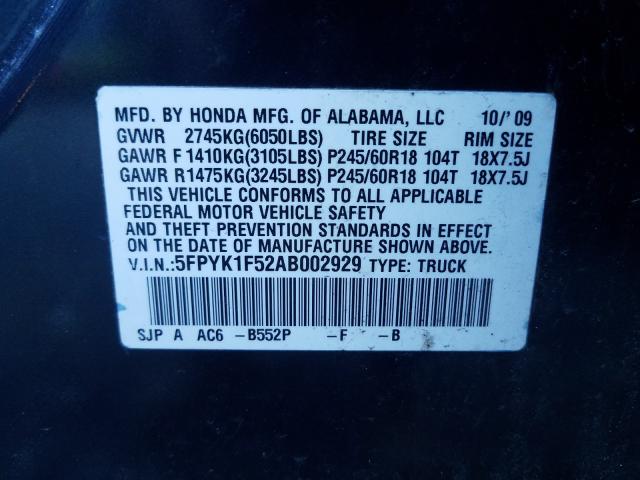 MFD. BY HONDA MFG. OF ALABAMA, LLC 10/'09
GVWR 2745KG(6050LBS) TIRE SIZE RIM SIZE
GAWR F 1410KG(3105LBS) P245/60R18 104T 18X7.5J
GAWR R1475KG(3245LBS) P245/60R18 104T 18X7.5J
THIS VEHICLE CONFORMS TO ALL APPLICABLE
FEDERAL MOTOR VEHICLE SAFETY
AND THEFT PREVENTION STANDARDS IN EFFECT
ON THE DATE OF MANUFACTURE SHOWN ABOVE.
V.I.N.:5FPYK1F52AB002929 TYPE: TRUCK
SJP A AC6 -B552P -F -B